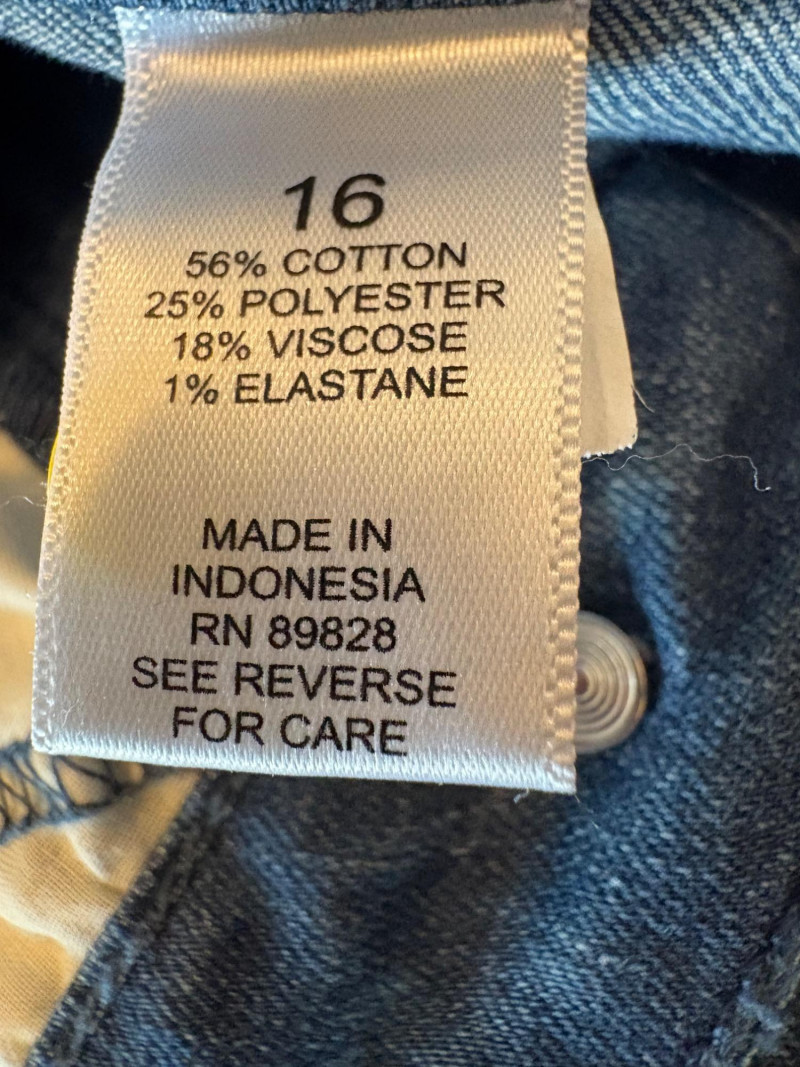 16
56% COTTON
25% POLYESTER
18% VISCOSE
1% ELASTANE
MADE IN
INDONESIA
RN 89828
SEE REVERSE
FOR CARE